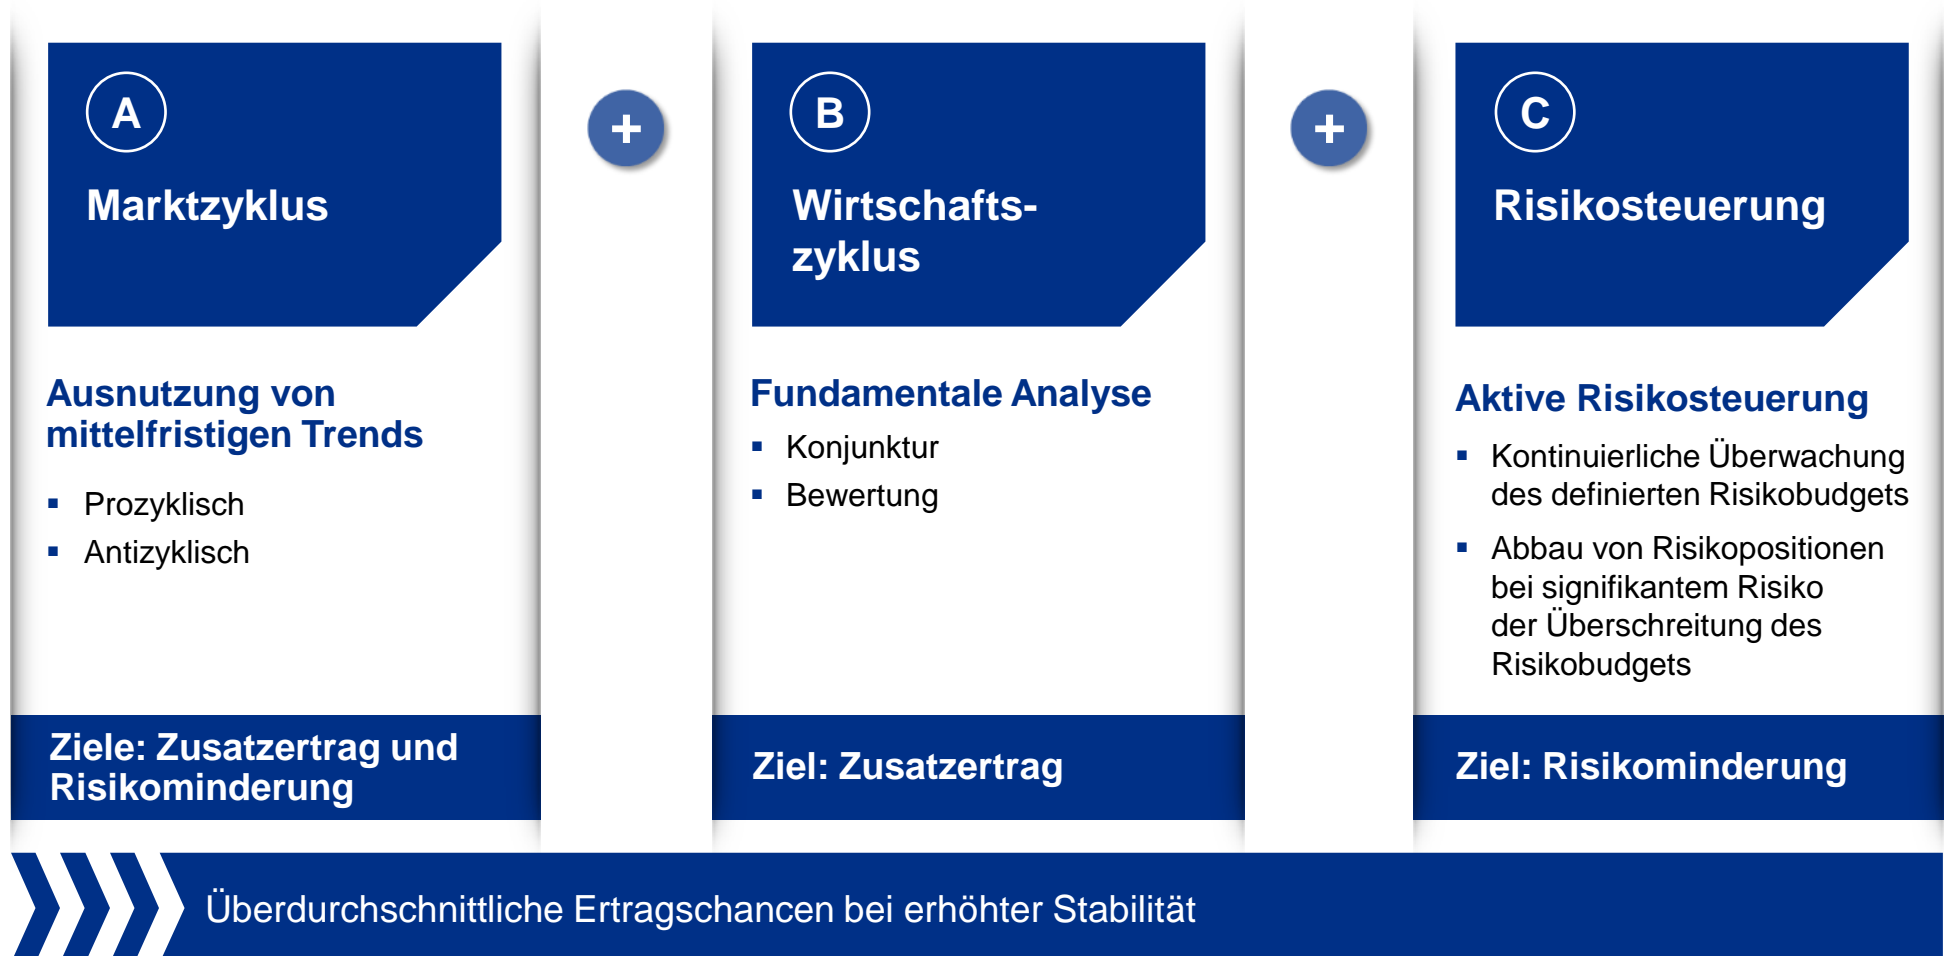 A
Marktzyklus
Ausnutzung von
mittelfristigen Trends
▪ Prozyklisch
▪ Antizyklisch
Ziele: Zusatzertrag und
Risikominderung
+
B
Wirtschafts-
zyklus
Fundamentale Analyse
▪ Konjunktur
▪ Bewertung
Ziel: Zusatzertrag
+
C
Risikosteuerung
Aktive Risikosteuerung
▪ Kontinuierliche Überwachung
des definierten Risikobudgets
▪ Abbau von Risikopositionen
bei signifikantem Risiko
der Überschreitung des
Risikobudgets
Ziel: Risikominderung
Überdurchschnittliche Ertragschancen bei erhöhter Stabilität